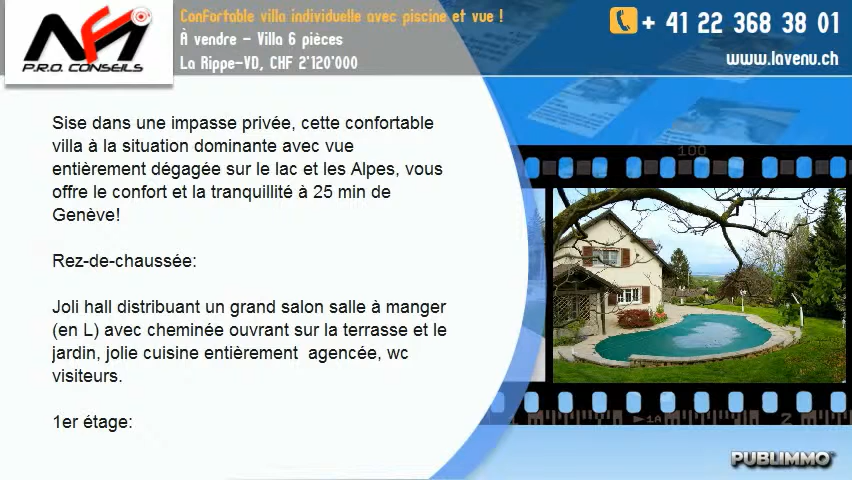 NFM
P.R.O. CONSEILS
Confortable villa individuelle avec piscine et vue !
À vendre - Villa 6 pièces
La Rippe-VD, CHF 2'120'000
+ 41 22 368 38 01
www.lavenu.ch
Sise dans une impasse privée, cette confortable
villa à la situation dominante avec vue
entièrement dégagée sur le lac et les Alpes, vous
offre le confort et la tranquillité à 25 min de
Genève!
Rez-de-chaussée:
Joli hall distribuant un grand salon salle à manger
(en L) avec cheminée ouvrant sur la terrasse et le
jardin, jolie cuisine entièrement  agencée, wc
visiteurs.
1er étage:
100
1A
2
PUBLIMMO